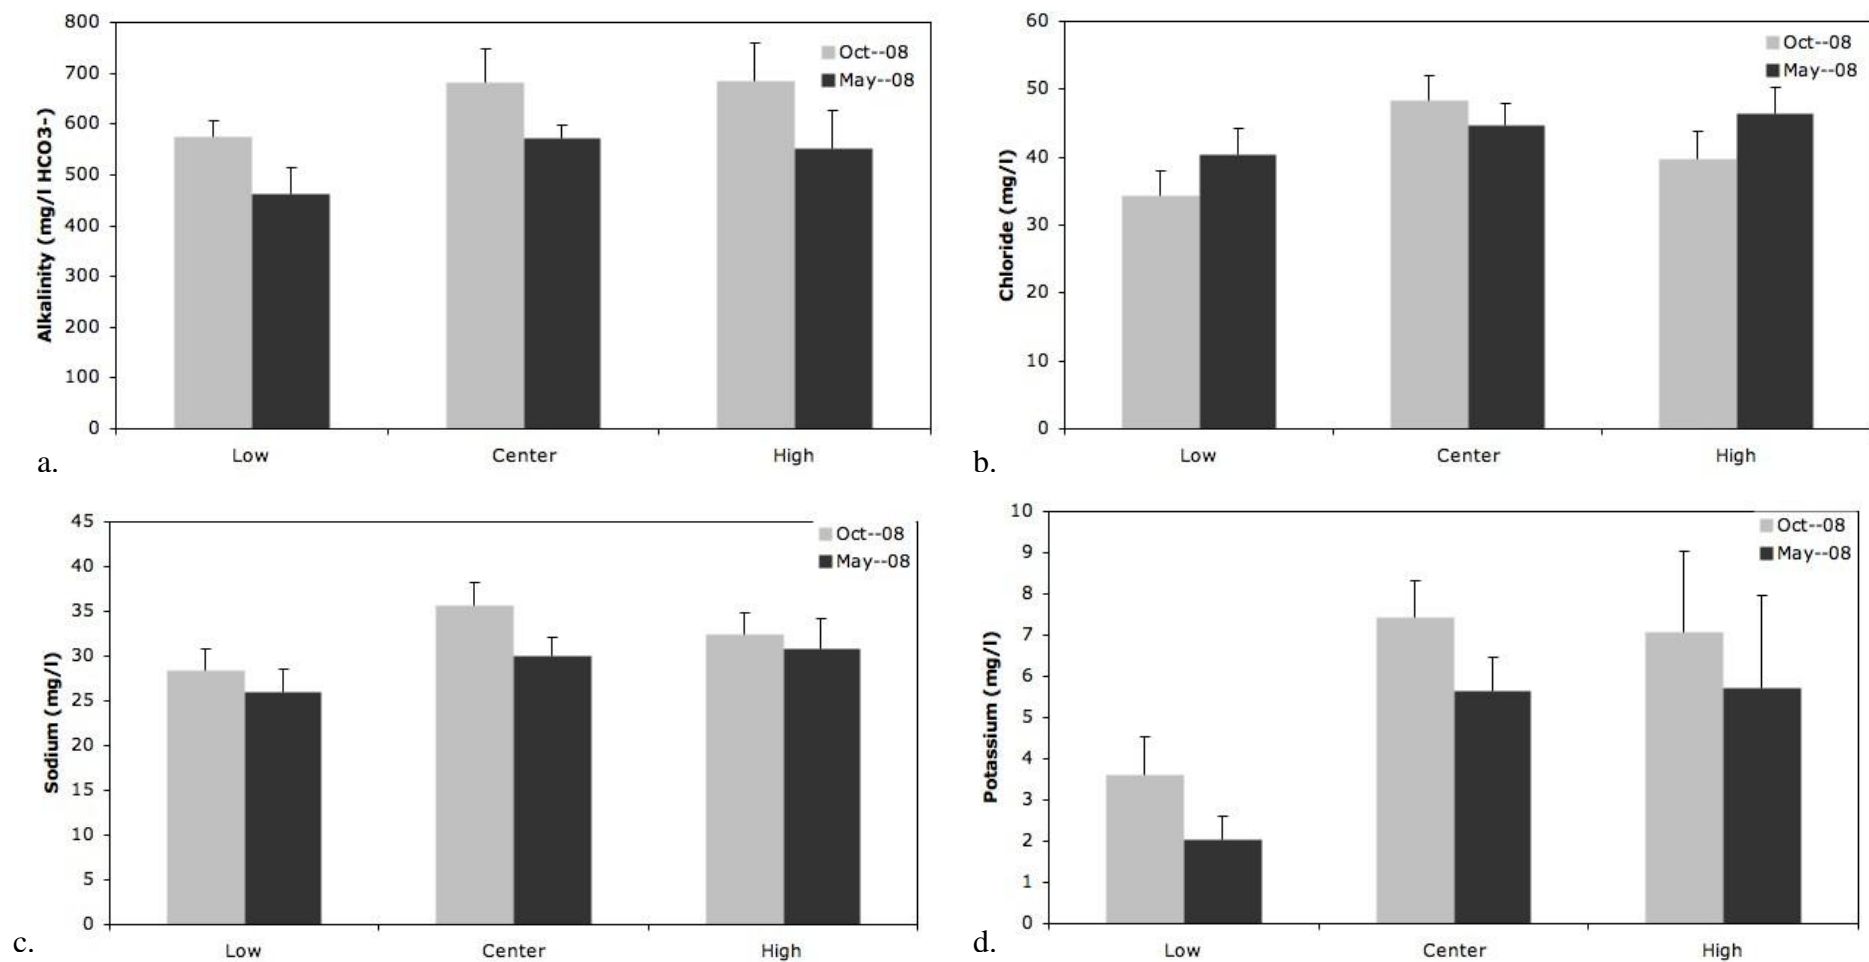 800
700
600
500
400
300
200
100
0
Alkalinity (mg/l HCO3-)
Oct--08
May--08
Low Center High
a.
60
50
40
30
20
10
0
Chloride (mg/l)
Oct--08
May--08
Low Center High
b.
45
40
35
30
25
20
15
10
5
0
Sodium (mg/l)
Oct--08
May--08
Low Center High
c.
10
9
8
7
6
5
4
3
2
1
0
Potassium (mg/l)
Oct--08
May--08
Low Center High
d.